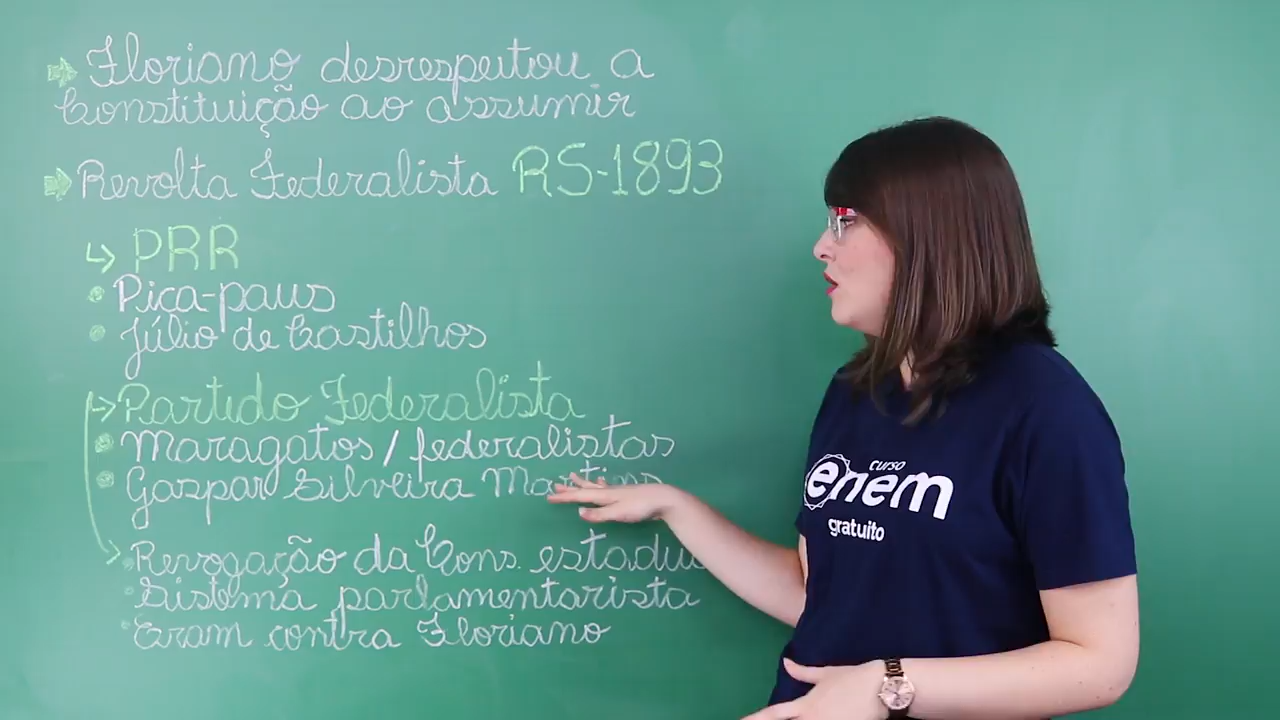 Floriano desrespeitou a
Constituição ao assumir
Revolta Federalista RS-1893
PRR
Pica-paus
Júlio de Castilhos
Partido Federalista
Maragatos / federalistas
Gaspar Silveira Martins
Revogação da Cons.
Sistema parlamentarista
Eram contra Floriano
curso
enem
gratuito